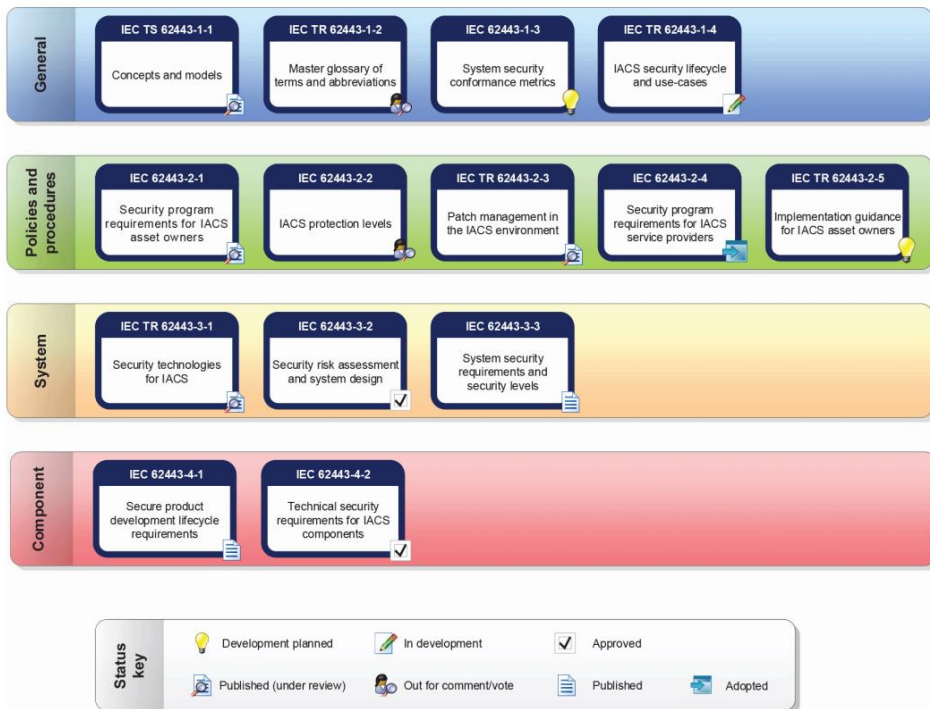 General
IEC TS 62443-1-1
Concepts and models
IEC TR 62443-1-2
Master glossary of
terms and abbreviations
IEC 62443-1-3
System security
conformance metrics
IEC TR 62443-1-4
IACS security lifecycle
and use-cases
Policies and
procedures
IEC 62443-2-1
Security program
requirements for
IACS asset owners
IEC 62443-2-2
IACS protection levels
IEC TR 62443-2-3
Patch management in
the IACS environment
IEC 62443-2-4
Security program
requirements for IACS
service providers
IEC TR 62443-2-5
Implementation guidance
for IACS asset owners
System
IEC TR 62443-3-1
Security technologies
for IACS
IEC 62443-3-2
Security risk assessment
and system design
IEC 62443-3-3
System security
requirements and
security levels
Component
IEC 62443-4-1
Secure product
development lifecycle
requirements
IEC 62443-4-2
Technical security
requirements for IACS
components
Status
key
Development planned
In development
Approved
Published (under review)
Out for comment/vote
Published
Adopted